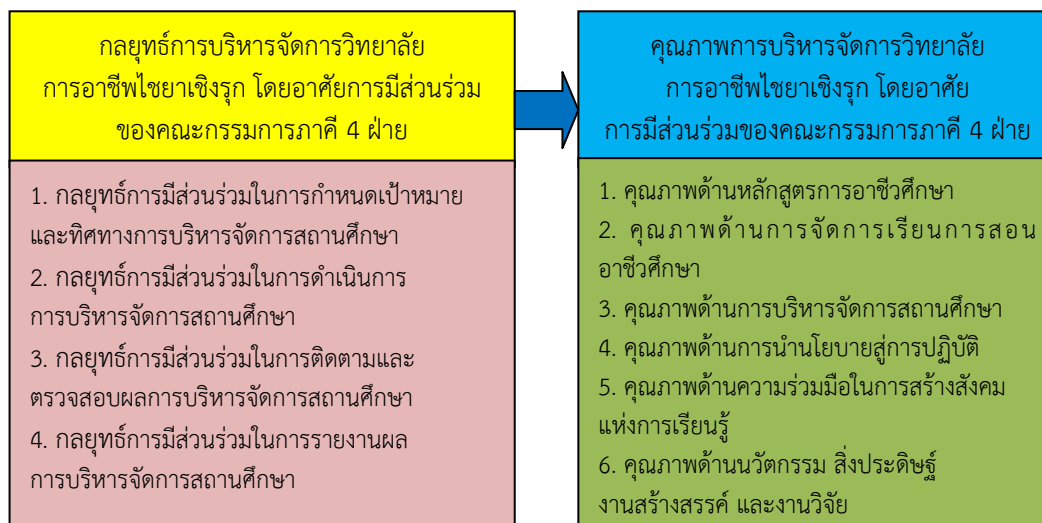 กลยุทธ์การบริหารจัดการวิทยาลัย
การอาชีพไชยาเชิงรุก โดยอาศัยการมีส่วนร่วม
ของคณะกรรมการภาคี 4 ฝ่าย
1. กลยุทธ์การมีส่วนร่วมในการกำหนดเป้าหมาย
และทิศทางการบริหารจัดการสถานศึกษา
2. กลยุทธ์การมีส่วนร่วมในการดำเนินการ
การบริหารจัดการสถานศึกษา
3. กลยุทธ์การมีส่วนร่วมในการติดตามและ
ตรวจสอบผลการบริหารจัดการสถานศึกษา
4. กลยุทธ์การมีส่วนร่วมในการรายงานผล
การบริหารจัดการสถานศึกษา
คุณภาพการบริหารจัดการวิทยาลัย
การอาชีพไชยาเชิงรุก โดยอาศัย
การมีส่วนร่วมของคณะกรรมการภาคี 4 ฝ่าย
1. คุณภาพด้านหลักสูตรการอาชีวศึกษา
2. คุณภาพด้านการจัดการเรียนการสอน
อาชีวศึกษา
3. คุณภาพด้านการบริหารจัดการสถานศึกษา
4. คุณภาพด้านการนำนโยบายสู่การปฏิบัติ
5. คุณภาพด้านความร่วมมือในการสร้างสังคม
แห่งการเรียนรู้
6. คุณภาพด้านนวัตกรรม สิ่งประดิษฐ์
งานสร้างสรรค์ และงานวิจัย